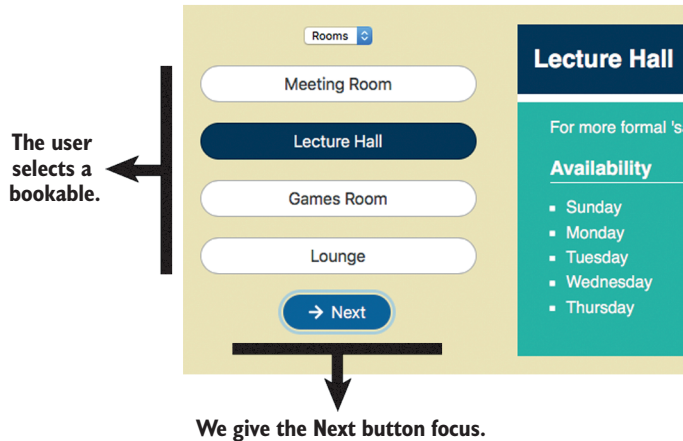 Rooms
Meeting Room
Lecture Hall
Games Room
Lounge
→ Next
The user
selects a
bookable.
We give the Next button focus.
Lecture Hall
For more formal 's
Availability
Sunday
Monday
Tuesday
Wednesday
Thursday